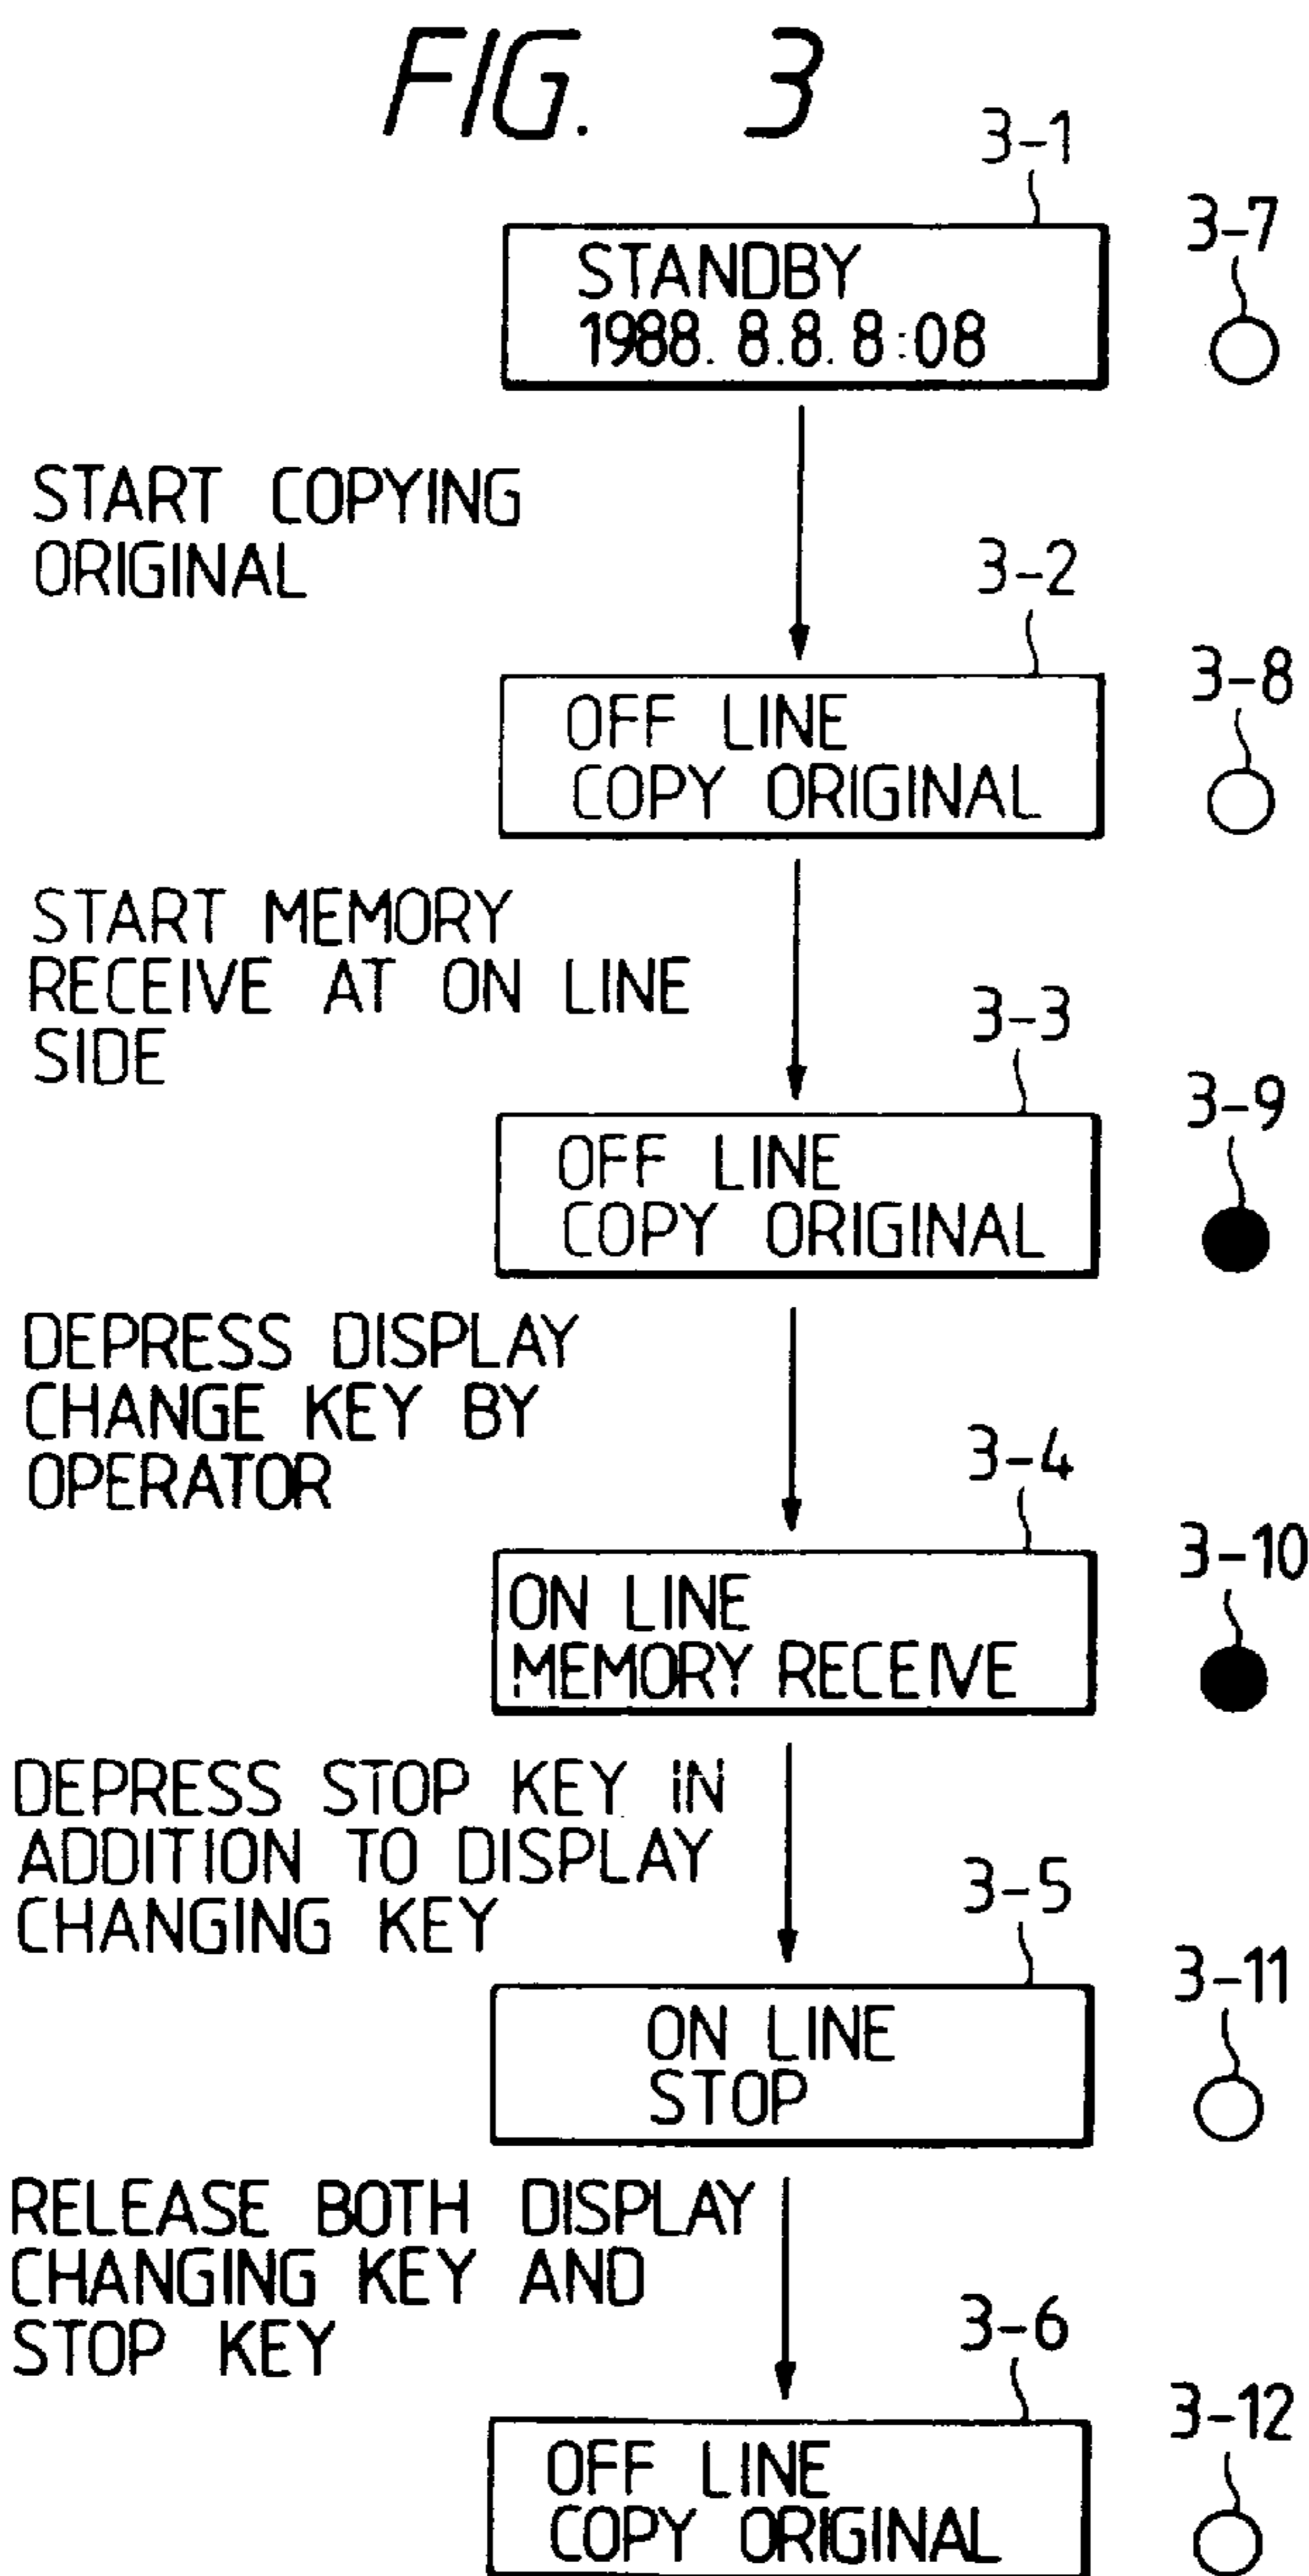 FIG. 3
3-1
3-7
STANDBY
1988. 8.8. 8:08
START COPYING
ORIGINAL
3-2
3-8
OFF LINE
COPY ORIGINAL
START MEMORY
RECEIVE AT ON LINE
SIDE
3-3
3-9
OFF LINE
COPY ORIGINAL
DEPRESS DISPLAY
CHANGE KEY BY
OPERATOR
3-4
3-10
ON LINE
MEMORY RECEIVE
DEPRESS STOP KEY IN
ADDITION TO DISPLAY
CHANGING KEY
3-5
3-11
ON LINE
STOP
RELEASE BOTH DISPLAY
CHANGING KEY AND
STOP KEY
3-6
3-12
OFF LINE
COPY ORIGINAL